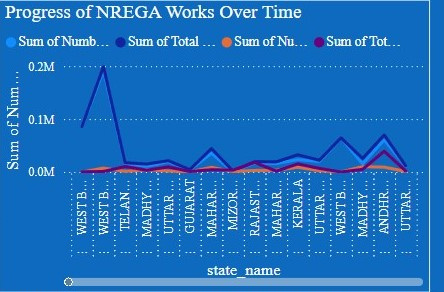 Progress of NREGA Works Over Time
Sum of Numb... Sum of Total ... Sum of Nu... Sum of Tot...
Sum of Num...
0.2M
0.1M
0.0M
WEST B...
WEST B...
TELAN...
MADHY...
UTTAR...
GUJARAT
MAHAR...
MIZOR...
RAJAST...
MAHAR...
KERALA
UTTAR...
WEST B...
MADHY...
ANDHR...
UTTAR...
state_name